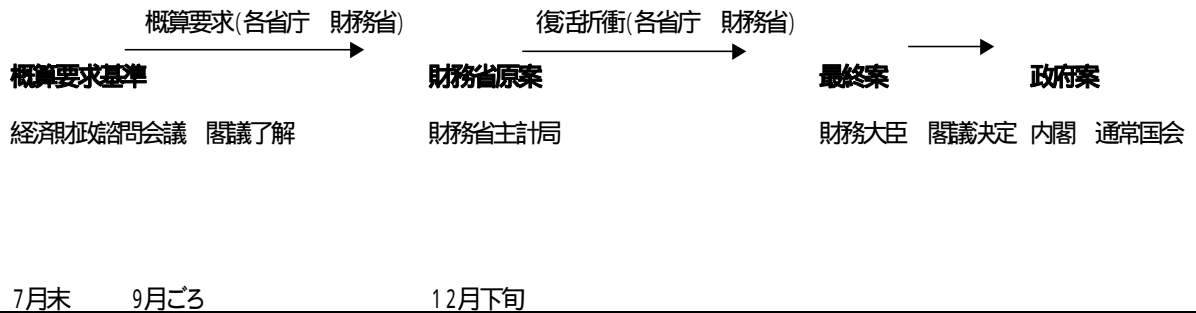 概算要求(各省庁　財務省)　復活折衝(各省庁　財務省)
概算要求基準　財務省原案　最終案　政府案
経済財政諮問会議　閣議了解　財務省主計局　財務大臣　閣議決定　内閣　通常国会
7月末　9月ごろ　12月下旬